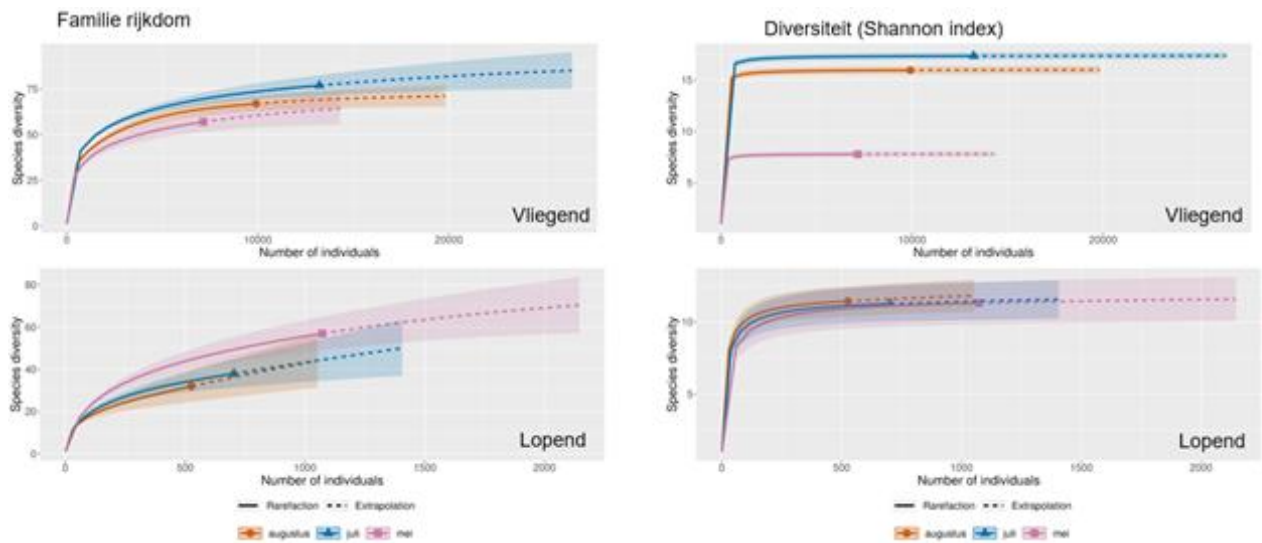 Familie rijkdom
Species diversity
75
50
25
0
0 10000 20000
Number of individuals
Vliegend
Species diversity
80
60
40
20
0
0 500 1000 1500 2000
Number of individuals
Lopend
Rarefaction Extrapolation
augustus juli mei
Diversiteit (Shannon index)
Species diversity
15
10
5
0 10000 20000
Number of individuals
Vliegend
Species diversity
10
5
0 500 1000 1500 2000
Number of individuals
Lopend
Rarefaction Extrapolation
augustus juli mei